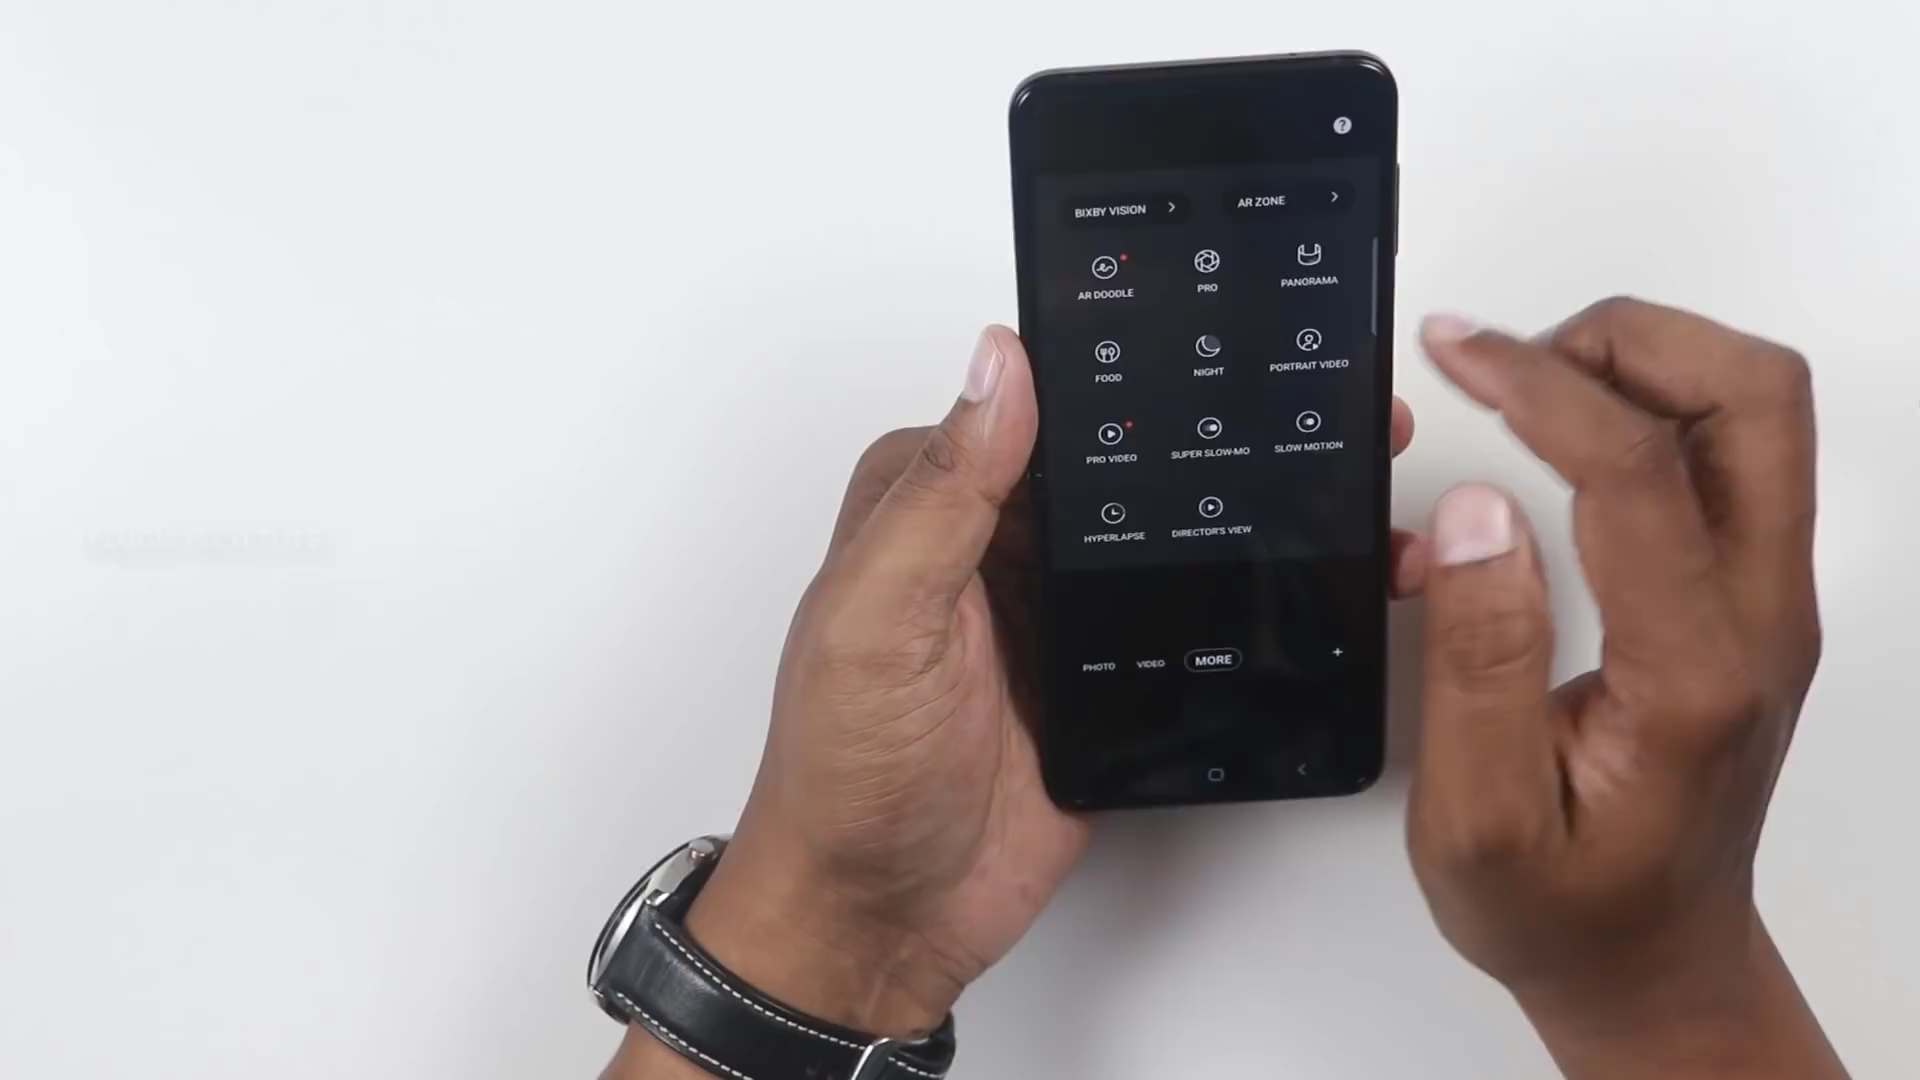 BIXBY VISION
AR ZONE
AR DOODLE
PRO
PANORAMA
FOOD
NIGHT
PORTRAIT VIDEO
PRO VIDEO
SUPER SLOW-MO
SLOW MOTION
HYPERLAPSE
DIRECTOR'S VIEW
PHOTO
VIDEO
MORE